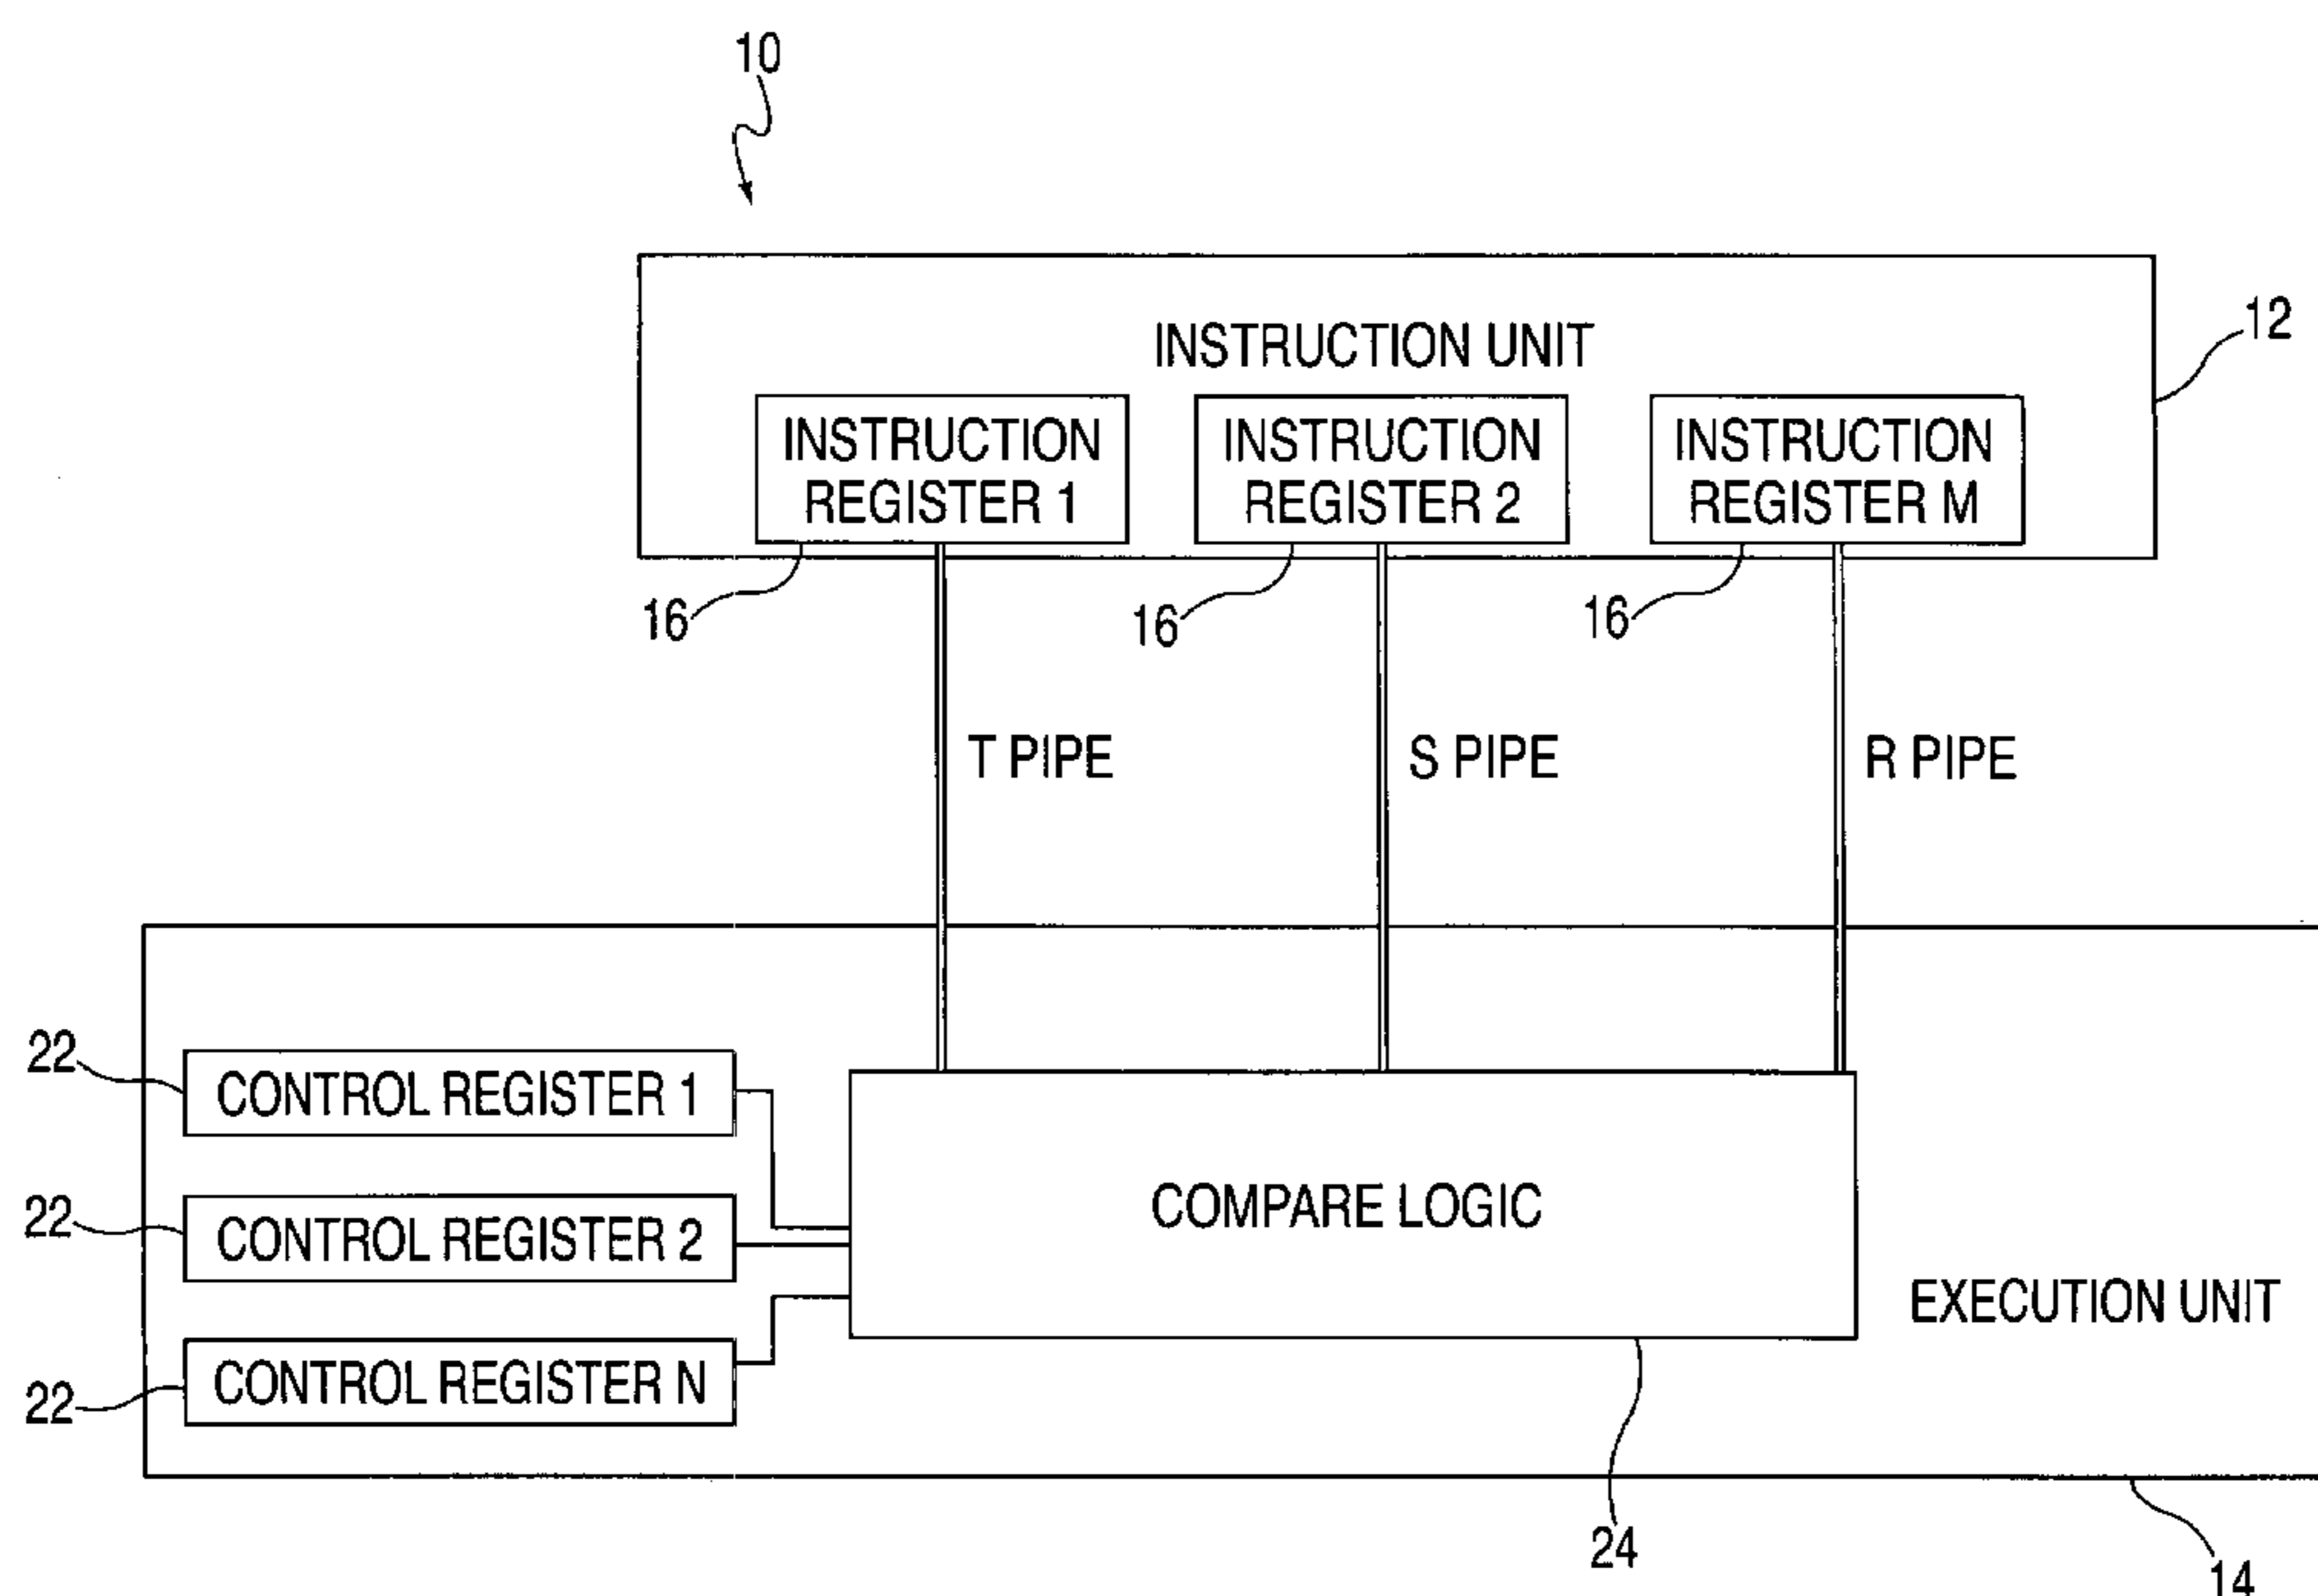 10
12
INSTRUCTION UNIT
INSTRUCTION
REGISTER 1
INSTRUCTION
REGISTER 2
INSTRUCTION
REGISTER M
16
16
16
T PIPE
S PIPE
R PIPE
22
CONTROL REGISTER 1
22
CONTROL REGISTER 2
22
CONTROL REGISTER N
COMPARE LOGIC
EXECUTION UNIT
24
14